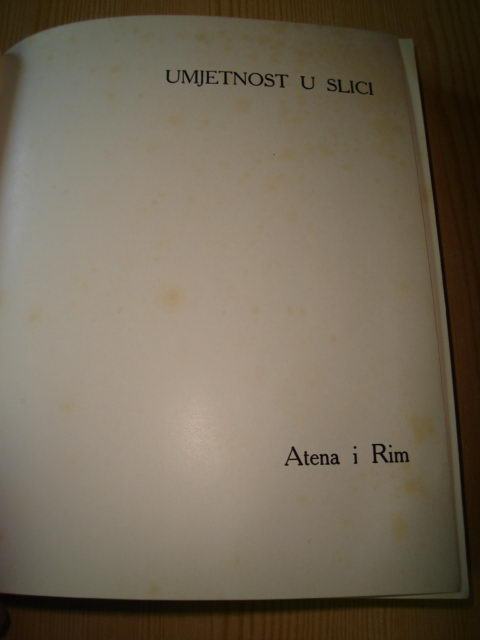 UMJETNOST U SLICI
Atena i Rim